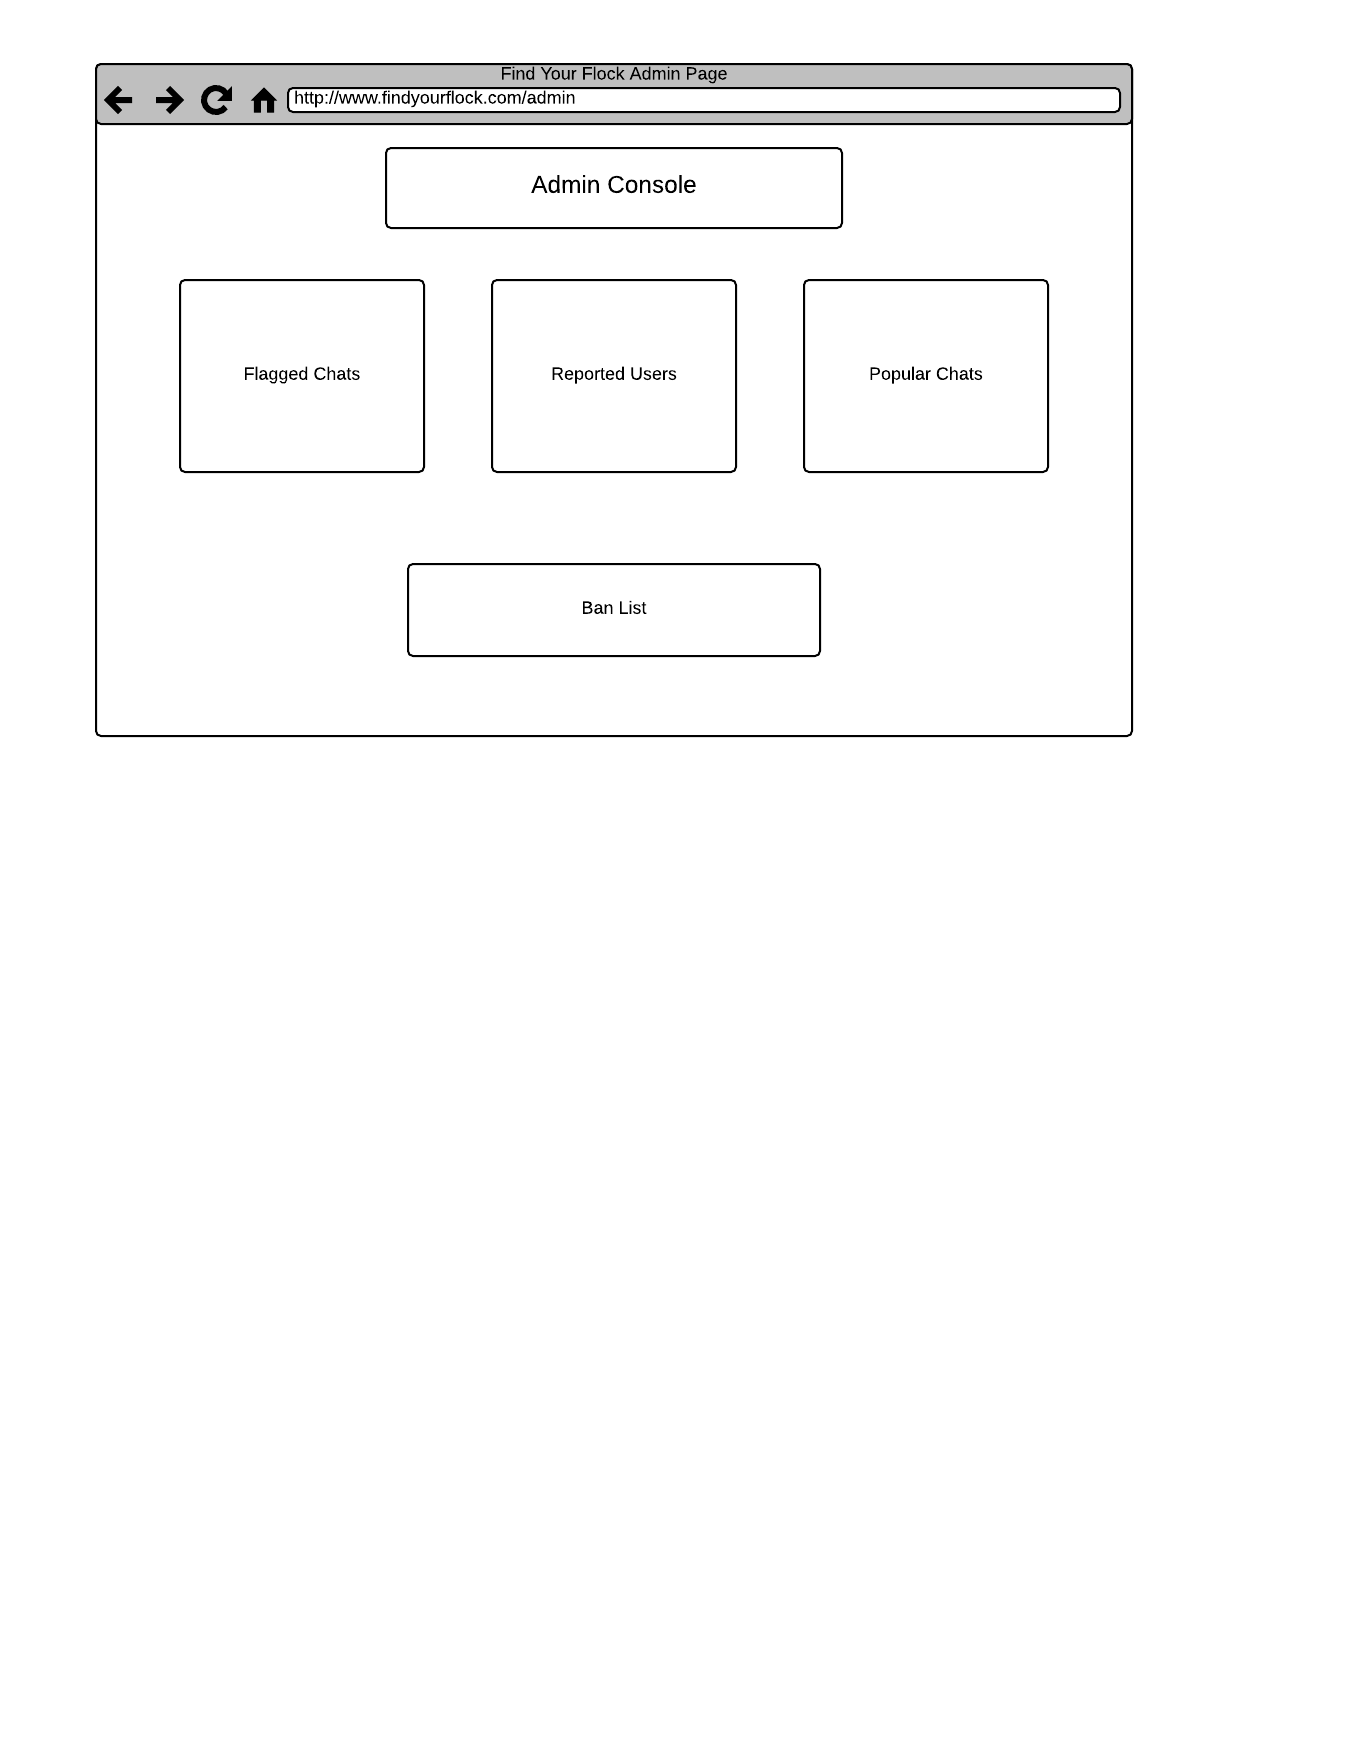 Find Your Flock Admin Page
http://www.findyourflock.com/admin
Admin Console
Flagged Chats
Reported Users
Popular Chats
Ban List